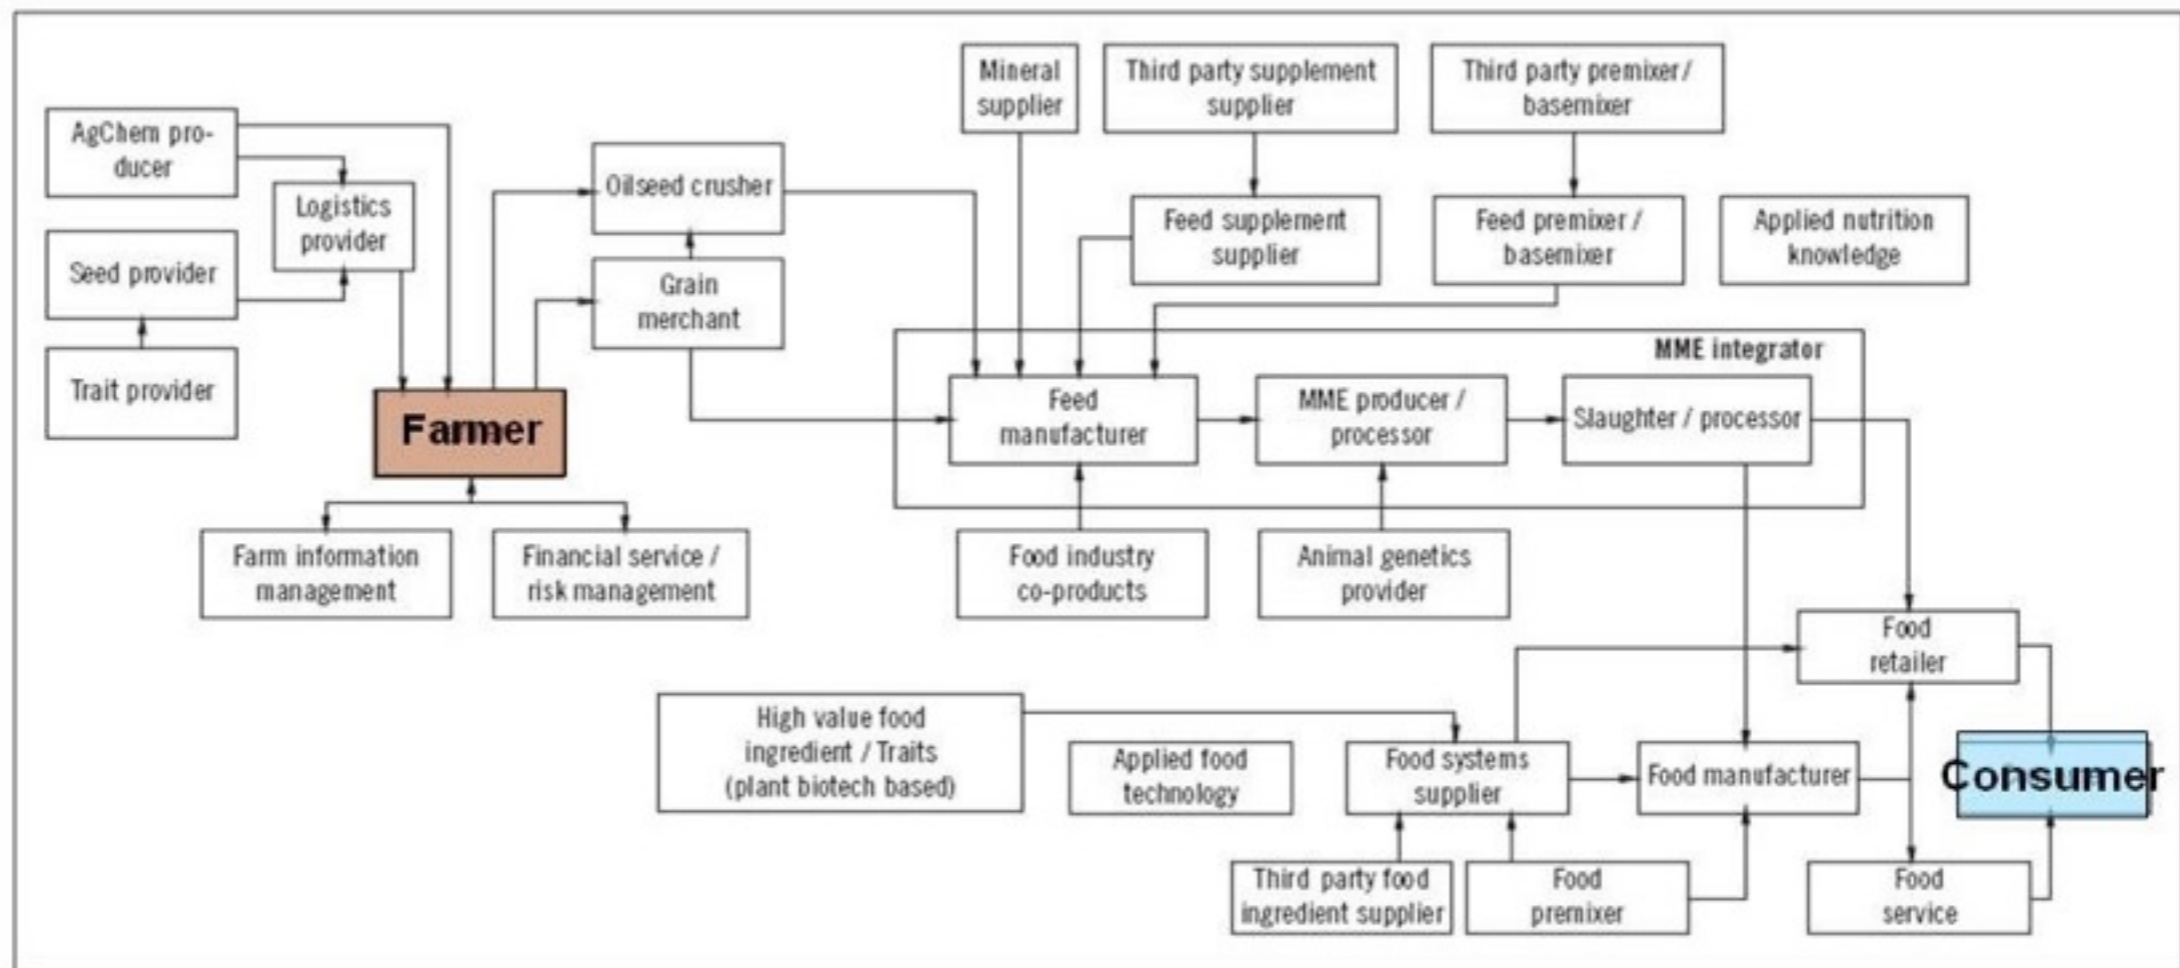 Mineral
supplier
Third party supplement
supplier
Third party premixer /
basemixer
AgChem pro-
ducer
Logistics
provider
Seed provider
Trait provider
Oilseed crusher
Grain
merchant
Feed supplement
supplier
Feed premixer /
basemixer
Applied nutrition
knowledge
MME integrator
Farmer
Feed
manufacturer
MME producer /
processor
Slaughter / processor
Farm information
management
Financial service /
risk management
Food industry
co-products
Animal genetics
provider
Food
retailer
High value food
ingredient / Traits
(plant biotech based)
Applied food
technology
Food systems
supplier
Food manufacturer
Consumer
Third party food
ingredient supplier
Food
premixer
Food
service